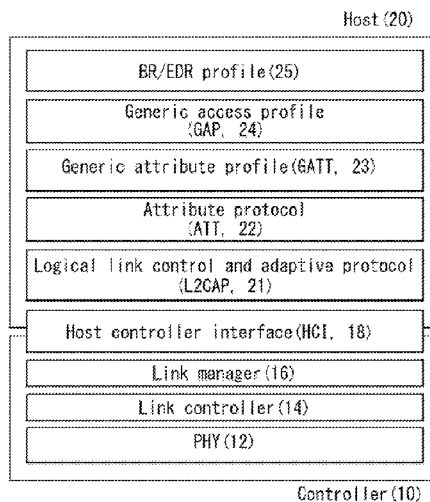 Host(20)
BR/EDR profile(25)
Generic access profile
(GAP, 24)
Generic attribute profile(GATT, 23)
Attribute protocol
(ATT, 22)
Logical link control and adaptive protocol
(L2CAP, 21)
Host controller interface(HCI, 18)
Link manager(16)
Link controller(14)
PHY(12)
Controller(10)